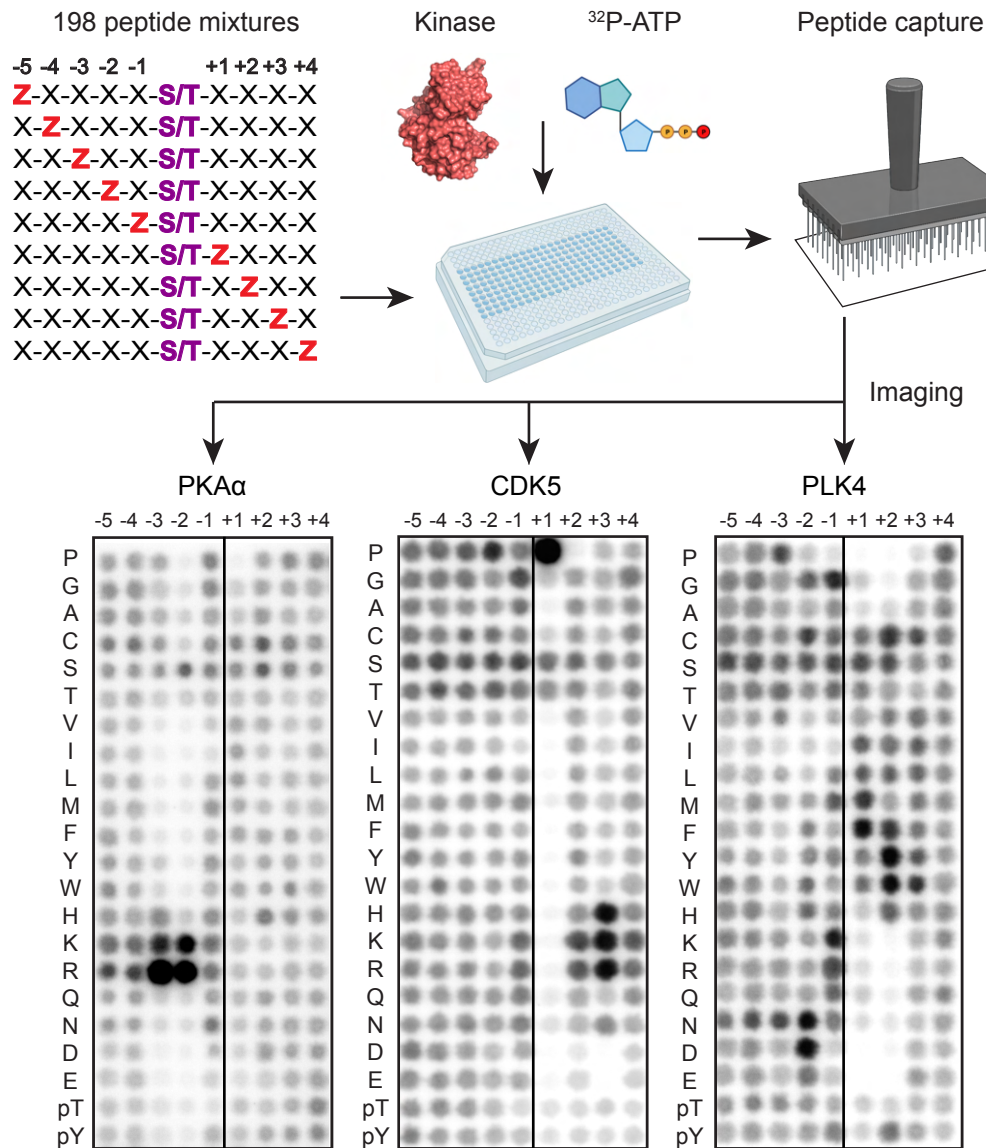 198 peptide mixtures
Kinase
³²P-ATP
Peptide capture
-5 -4 -3 -2 -1 +1 +2 +3 +4
Z-X-X-X-X-S/T-X-X-X-X
X-Z-X-X-X-S/T-X-X-X-X
X-X-Z-X-X-S/T-X-X-X-X
X-X-X-Z-X-S/T-X-X-X-X
X-X-X-X-Z-S/T-X-X-X-X
X-X-X-X-X-S/T-Z-X-X-X
X-X-X-X-X-S/T-X-Z-X-X
X-X-X-X-X-S/T-X-X-Z-X
X-X-X-X-X-S/T-X-X-X-Z
P P P
Imaging
PKAα
-5 -4 -3 -2 -1 +1 +2 +3 +4
P
G
A
C
S
T
V
I
L
M
F
Y
W
H
K
R
Q
N
D
E
pT
pY
CDK5
-5 -4 -3 -2 -1 +1 +2 +3 +4
P
G
A
C
S
T
V
I
L
M
F
Y
W
H
K
R
Q
N
D
E
pT
pY
PLK4
-5 -4 -3 -2 -1 +1 +2 +3 +4
P
G
A
C
S
T
V
I
L
M
F
Y
W
H
K
R
Q
N
D
E
pT
pY